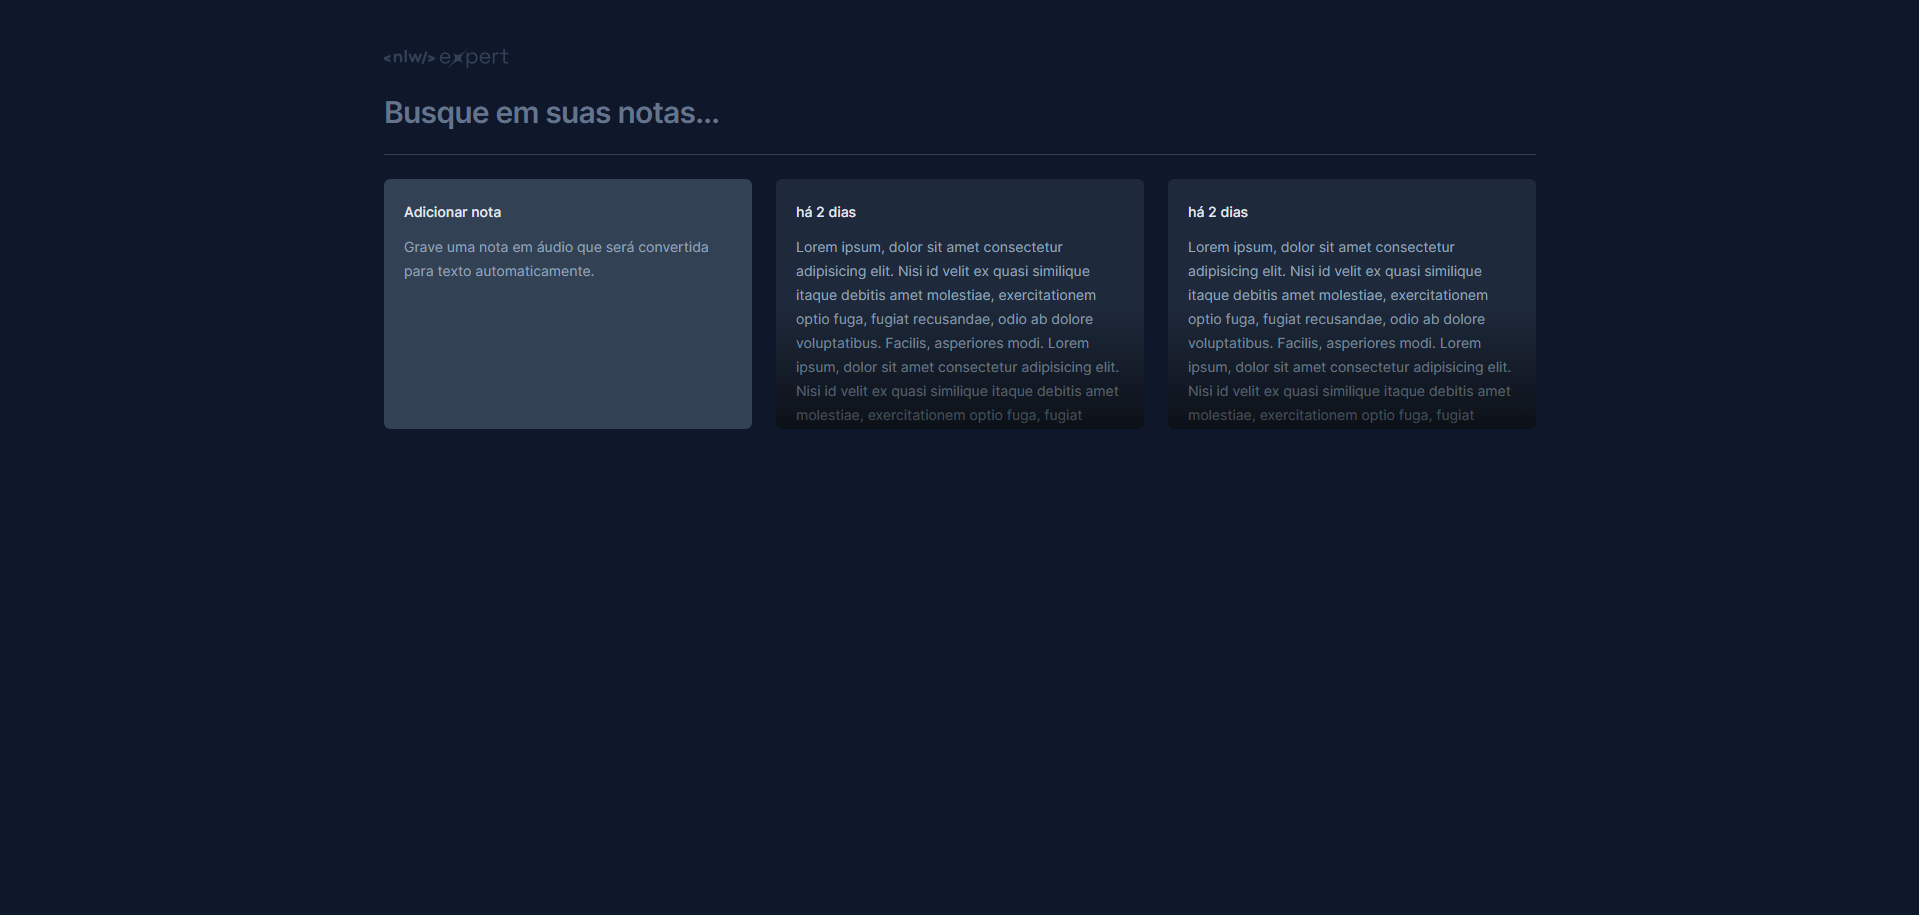 <nlw/> expert
Busque em suas notas...
Adicionar nota
Grave uma nota em áudio que será convertida
para texto automaticamente.
há 2 dias
Lorem ipsum, dolor sit amet consectetur
adipisicing elit. Nisi id velit ex quasi similique
itaque debitis amet molestiae, exercitationem
optio fuga, fugiat recusandae, odio ab dolore
voluptatibus. Facilis, asperiores modi. Lorem
ipsum, dolor sit amet consectetur adipisicing elit.
Nisi id velit ex quasi similique itaque debitis amet
molestiae, exercitationem optio fuga, fugiat
há 2 dias
Lorem ipsum, dolor sit amet consectetur
adipisicing elit. Nisi id velit ex quasi similique
itaque debitis amet molestiae, exercitationem
optio fuga, fugiat recusandae, odio ab dolore
voluptatibus. Facilis, asperiores modi. Lorem
ipsum, dolor sit amet consectetur adipisicing elit.
Nisi id velit ex quasi similique itaque debitis amet
molestiae, exercitationem optio fuga, fugiat